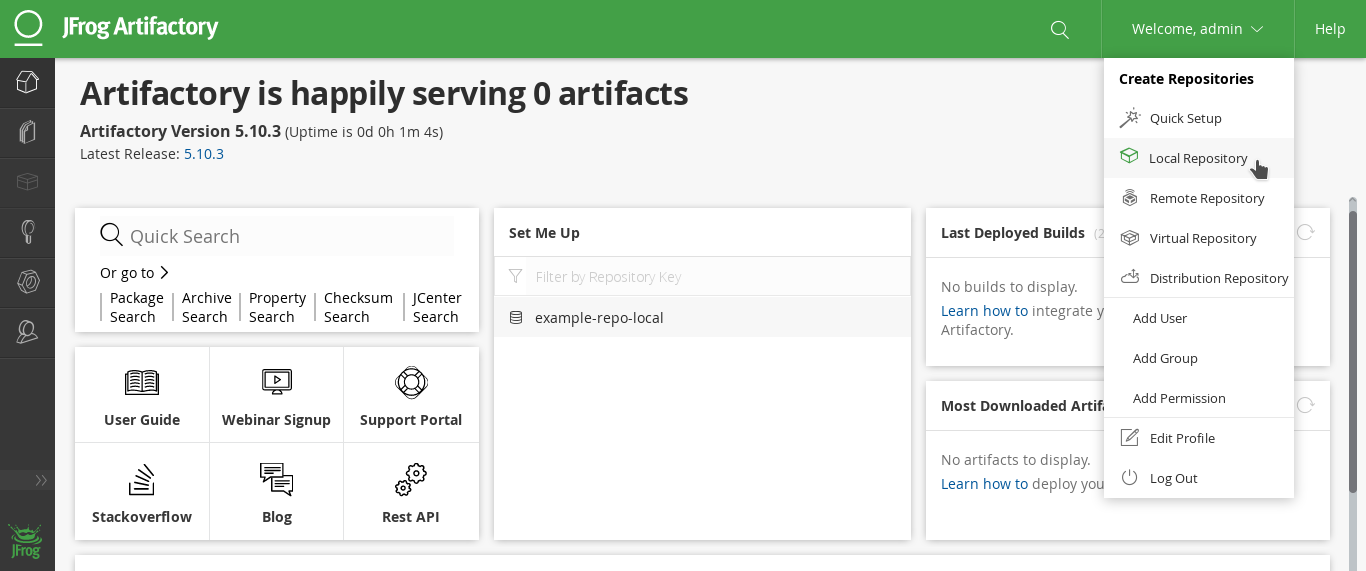 JFrog Artifactory
Welcome, admin
Help
Artifactory is happily serving 0 artifacts
Artifactory Version 5.10.3 (Uptime is 0d 0h 1m 4s)
Latest Release: 5.10.3
Create Repositories
Quick Setup
Local Repository
Remote Repository
Virtual Repository
Distribution Repository
Add User
Add Group
Add Permission
Edit Profile
Log Out
Quick Search
Or go to
Package Search
Archive Search
Property Search
Checksum Search
JCenter Search
User Guide
Webinar Signup
Support Portal
Stackoverflow
Blog
Rest API
Set Me Up
Filter by Repository Key
example-repo-local
Last Deployed Builds (2
No builds to display.
Learn how to integrate
Artifactory.
Most Downloaded
No artifacts to display.
Learn how to deploy
JFrog